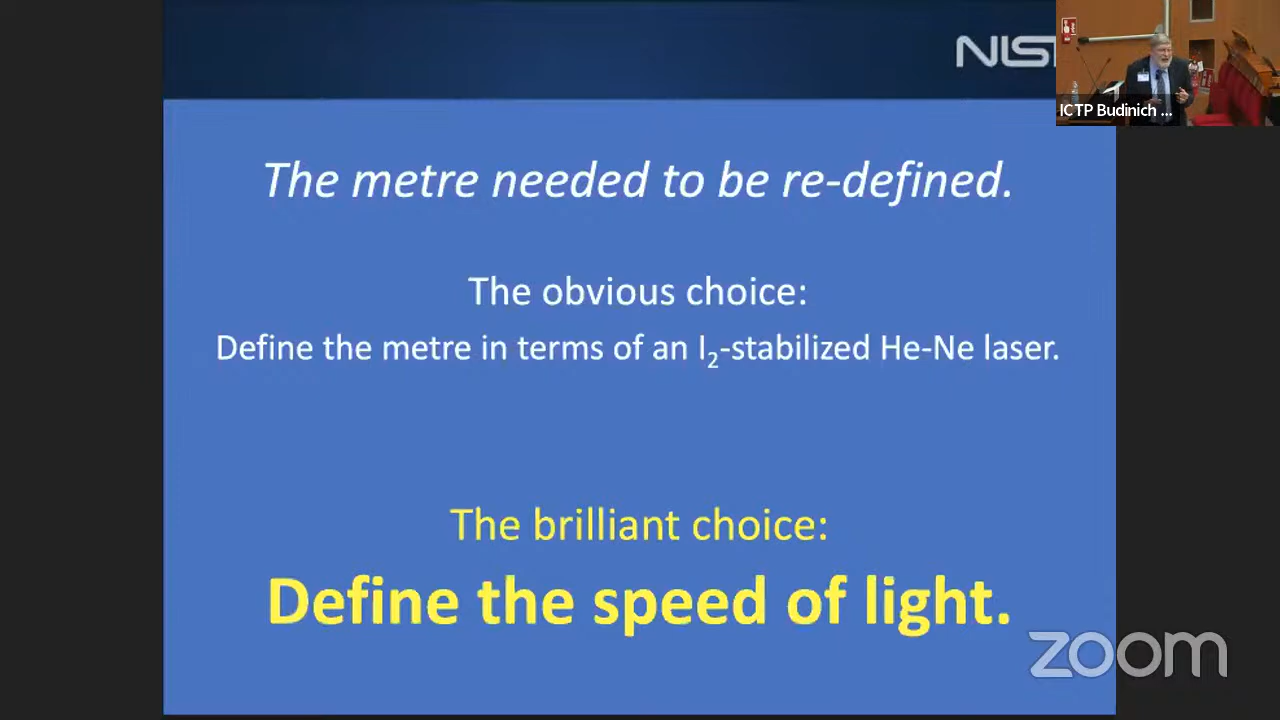 NIST
ICTP Budinich ...
The metre needed to be re-defined.
The obvious choice:
Define the metre in terms of an I₂-stabilized He-Ne laser.
The brilliant choice:
Define the speed of light.
zoom